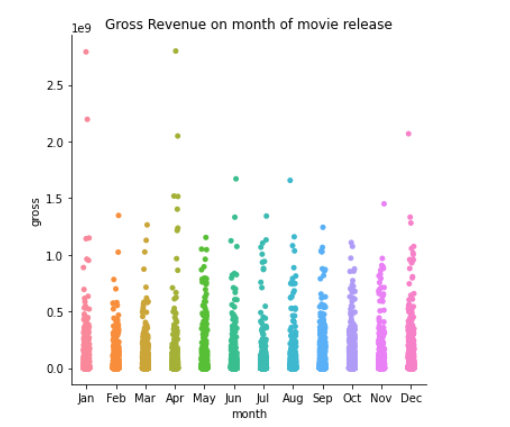 1e9 Gross Revenue on month of movie release
2.5
2.0
1.5
gross
1.0
0.5
0.0
Jan Feb Mar Apr May Jun Jul Aug Sep Oct Nov Dec
month